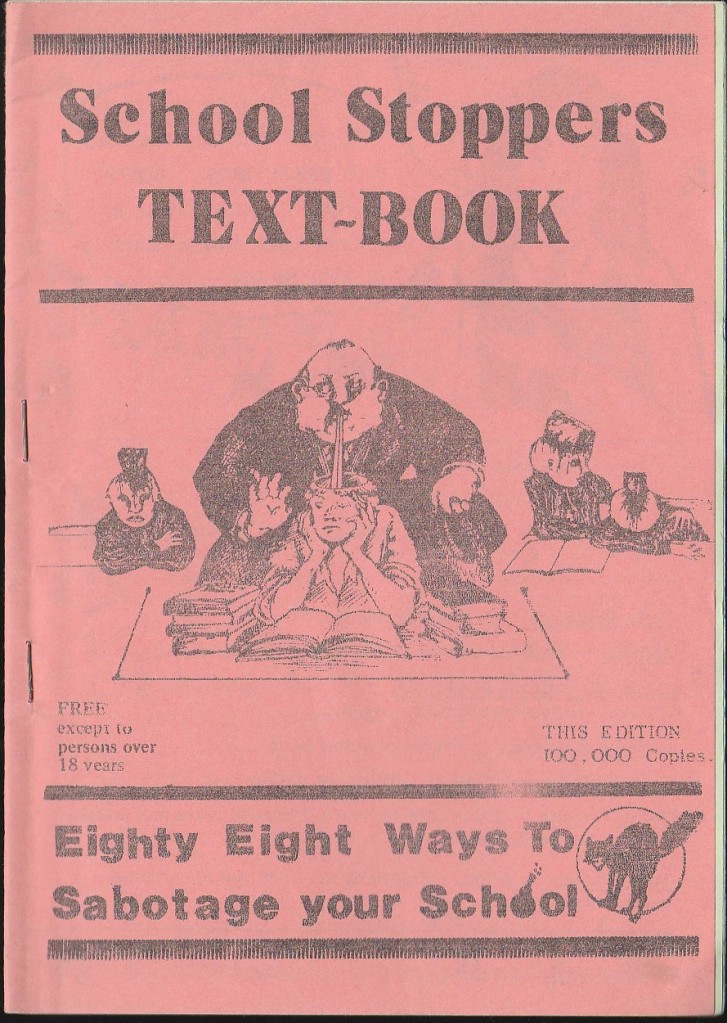 School Stoppers
TEXT-BOOK
FREE
except to
persons over
18 years
THIS EDITION
100,000 Copies.
Eighty Eight Ways To
Sabotage your School